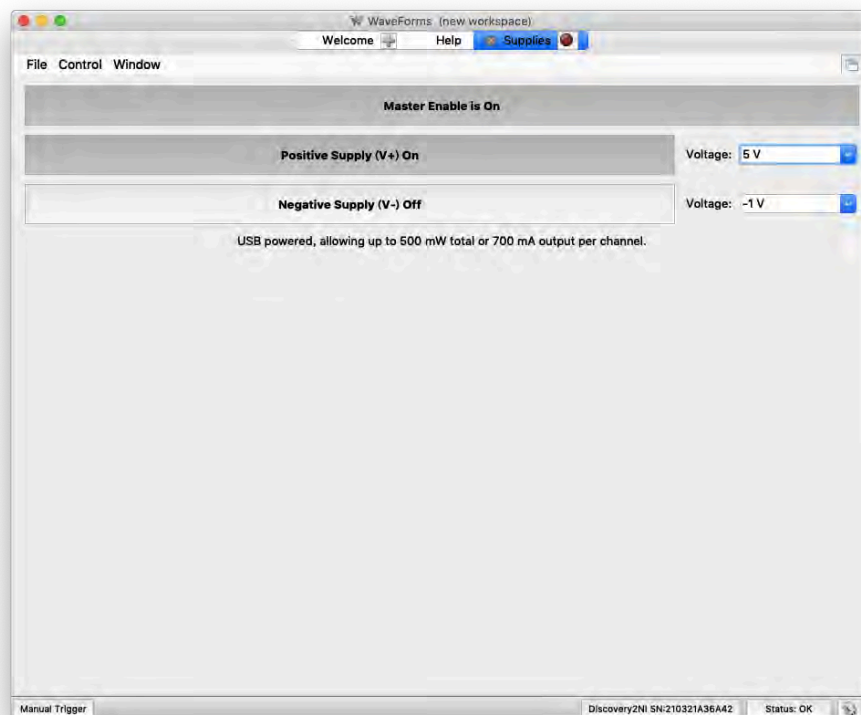 WaveForms (new workspace)
Welcome Help Supplies
File Control Window
Master Enable is On
Positive Supply (V+) On Voltage: 5 V
Negative Supply (V-) Off Voltage: -1 V
USB powered, allowing up to 500 mW total or 700 mA output per channel.
Manual Trigger Discovery2NI SN:210321A36A42 Status: OK